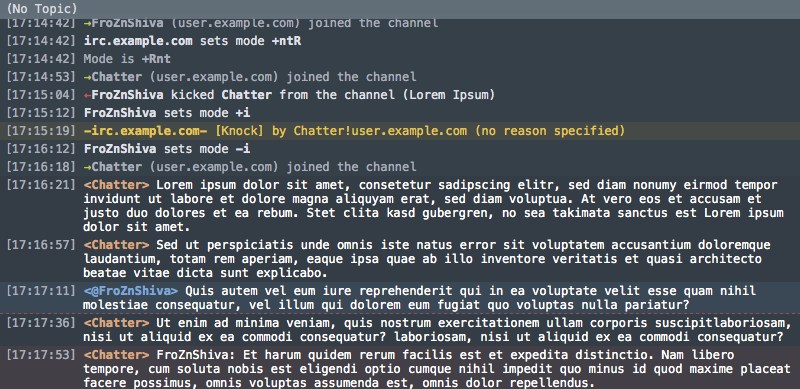 (No Topic)
[17:14:42] →FroZnShiva (user.example.com) joined the channel
[17:14:42] irc.example.com sets mode +ntR
[17:14:42] Mode is +Rnt
[17:14:53] →Chatter (user.example.com) joined the channel
[17:15:04] ←FroZnShiva kicked Chatter from the channel (Lorem Ipsum)
[17:15:12] FroZnShiva sets mode +i
[17:15:19] -irc.example.com- [Knock] by Chatter!user.example.com (no reason specified)
[17:16:12] FroZnShiva sets mode -i
[17:16:18] →Chatter (user.example.com) joined the channel
[17:16:21] <Chatter> Lorem ipsum dolor sit amet, consetetur sadipscing elitr, sed diam nonumy eirmod tempor
invidunt ut labore et dolore magna aliquyam erat, sed diam voluptua. At vero eos et accusam et
justo duo dolores et ea rebum. Stet clita kasd gubergren, no sea takimata sanctus est Lorem ipsum
dolor sit amet.
[17:16:57] <Chatter> Sed ut perspiciatis unde omnis iste natus error sit voluptatem accusantium doloremque
laudantium, totam rem aperiam, eaque ipsa quae ab illo inventore veritatis et quasi architecto
beatae vitae dicta sunt explicabo.
[17:17:11] <@FroZnShiva> Quis autem vel eum iure reprehenderit qui in ea voluptate velit esse quam nihil
molestiae consequatur, vel illum qui dolorem eum fugiat quo voluptas nulla pariatur?
[17:17:36] <Chatter> Ut enim ad minima veniam, quis nostrum exercitationem ullam corporis suscipitlaboriosam,
nisi ut aliquid ex ea commodi consequatur? laboriosam, nisi ut aliquid ex ea commodi consequatur?
[17:17:53] <Chatter> FroZnShiva: Et harum quidem rerum facilis est et expedita distinctio. Nam libero
tempore, cum soluta nobis est eligendi optio cumque nihil impedit quo minus id quod maxime placeat
facere possimus, omnis voluptas assumenda est, omnis dolor repellendus.